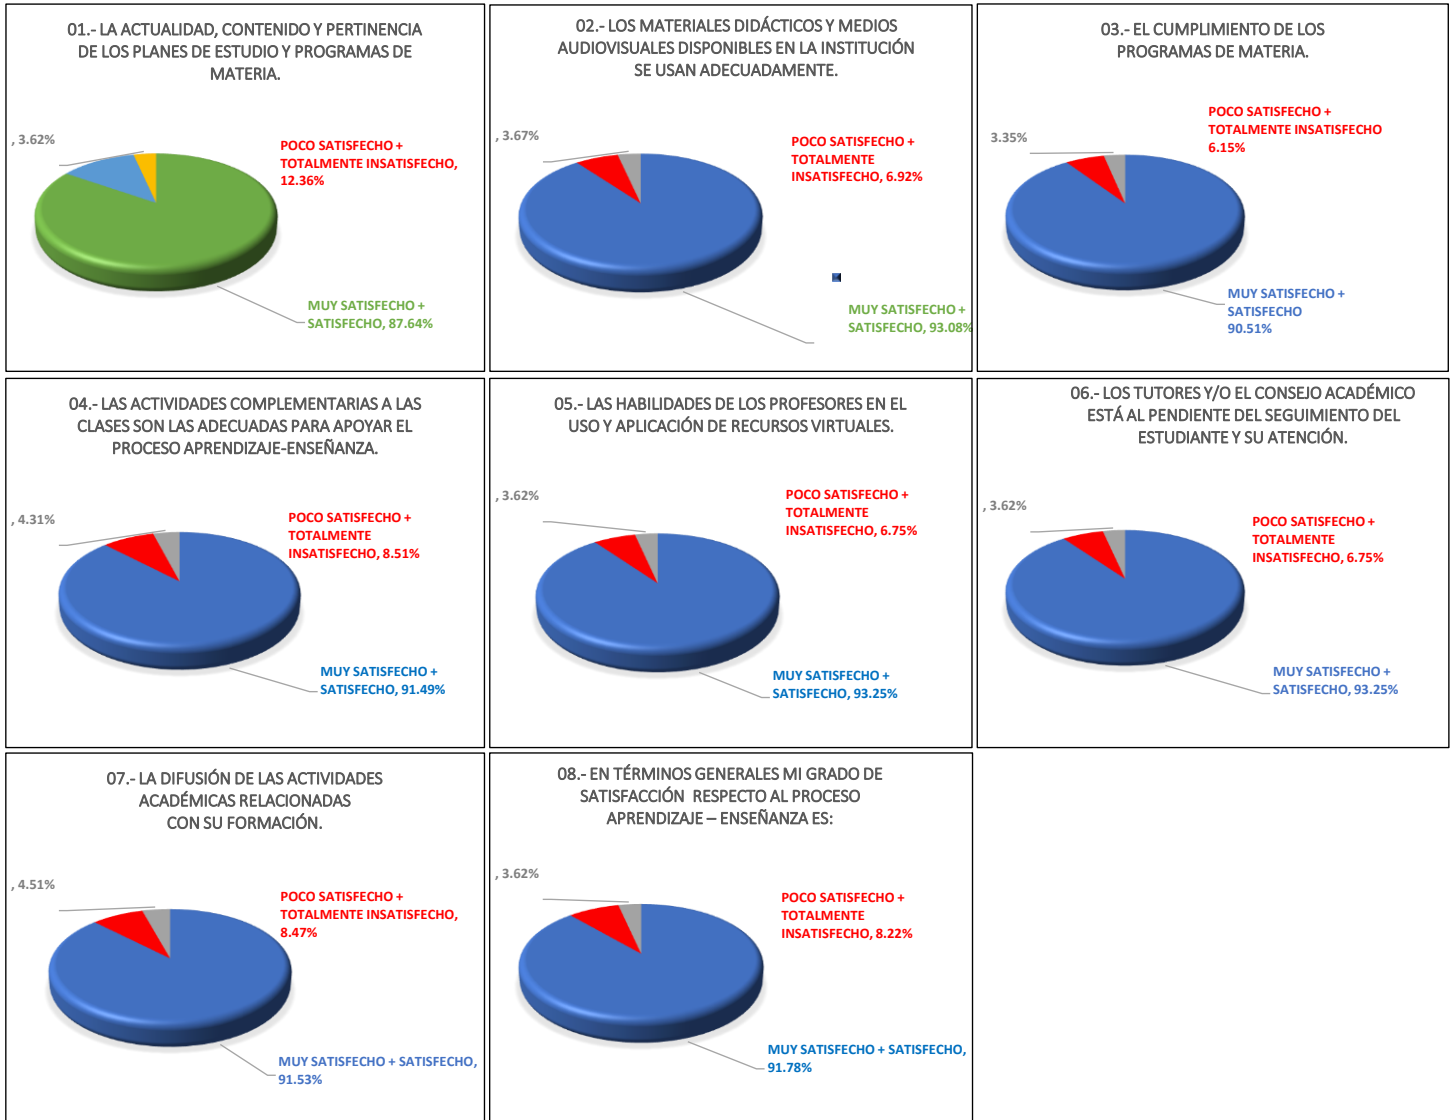 01.- LA ACTUALIDAD, CONTENIDO Y PERTINENCIA
DE LOS PLANES DE ESTUDIO Y PROGRAMAS DE
MATERIA.
, 3.62%
POCO SATISFECHO +
TOTALMENTE INSATISFECHO,
12.36%
MUY SATISFECHO +
SATISFECHO, 87.64%
02.- LOS MATERIALES DIDÁCTICOS Y MEDIOS
AUDIOVISUALES DISPONIBLES EN LA INSTITUCIÓN
SE USAN ADECUADAMENTE.
, 3.67%
POCO SATISFECHO +
TOTALMENTE
INSATISFECHO, 6.92%
MUY SATISFECHO +
SATISFECHO, 93.08%
03.- EL CUMPLIMIENTO DE LOS
PROGRAMAS DE MATERIA.
3.35%
POCO SATISFECHO +
TOTALMENTE INSATISFECHO
6.15%
MUY SATISFECHO +
SATISFECHO
90.51%
04.- LAS ACTIVIDADES COMPLEMENTARIAS A LAS
CLASES SON LAS ADECUADAS PARA APOYAR EL
PROCESO APRENDIZAJE-ENSEÑANZA.
, 4.31%
POCO SATISFECHO +
TOTALMENTE
INSATISFECHO, 8.51%
MUY SATISFECHO +
SATISFECHO, 91.49%
05.- LAS HABILIDADES DE LOS PROFESORES EN EL
USO Y APLICACIÓN DE RECURSOS VIRTUALES.
, 3.62%
POCO SATISFECHO +
TOTALMENTE
INSATISFECHO, 6.75%
MUY SATISFECHO +
SATISFECHO, 93.25%
06.- LOS TUTORES Y/O EL CONSEJO ACADÉMICO
ESTÁ AL PENDIENTE DEL SEGUIMIENTO DEL
ESTUDIANTE Y SU ATENCIÓN.
, 3.62%
POCO SATISFECHO +
TOTALMENTE
INSATISFECHO, 6.75%
MUY SATISFECHO +
SATISFECHO, 93.25%
07.- LA DIFUSIÓN DE LAS ACTIVIDADES
ACADÉMICAS RELACIONADAS
CON SU FORMACIÓN.
, 4.51%
POCO SATISFECHO +
TOTALMENTE INSATISFECHO,
8.47%
MUY SATISFECHO + SATISFECHO,
91.53%
08.- EN TÉRMINOS GENERALES MI GRADO DE
SATISFACCIÓN  RESPECTO AL PROCESO
APRENDIZAJE – ENSEÑANZA ES:
, 3.62%
POCO SATISFECHO +
TOTALMENTE
INSATISFECHO, 8.22%
MUY SATISFECHO + SATISFECHO,
91.78%